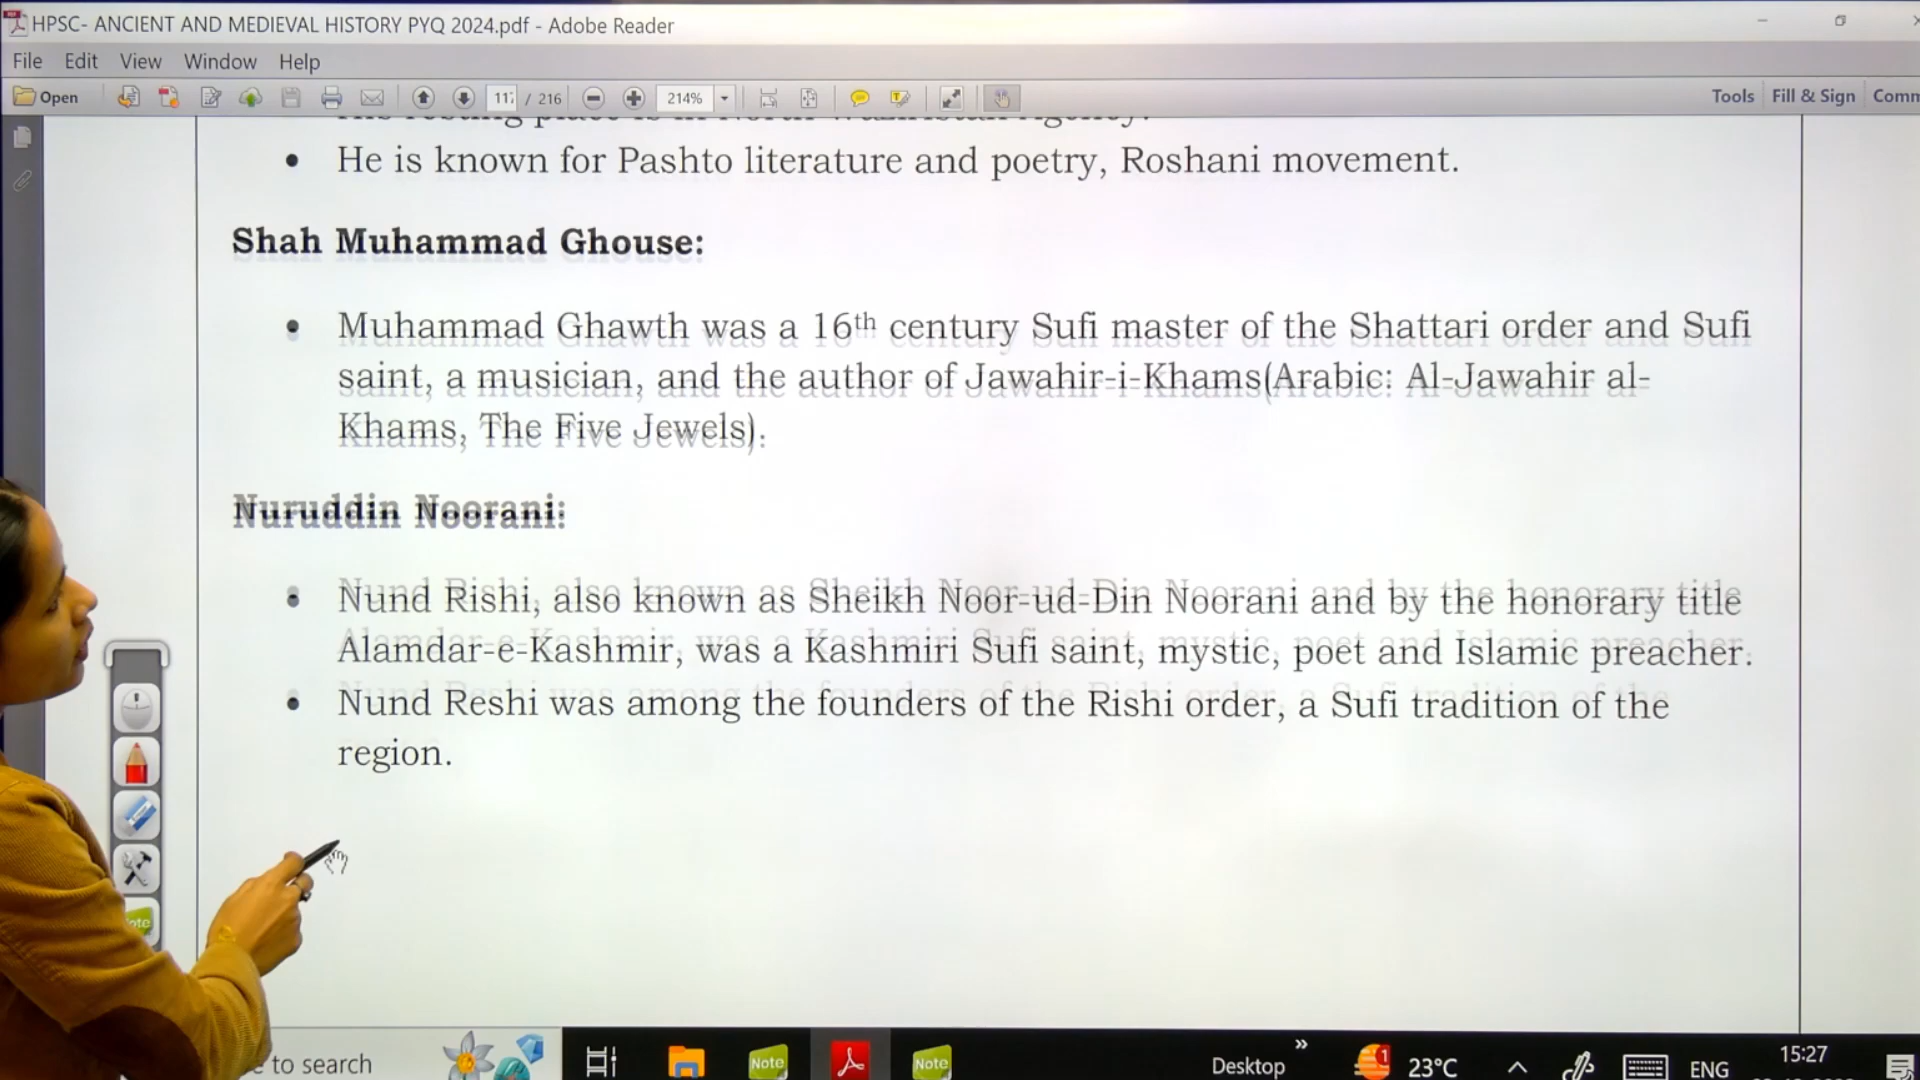 HPSC- ANCIENT AND MEDIEVAL HISTORY PYQ 2024.pdf - Adobe Reader
File Edit View Window Help
Open 117 / 216 214% Tools Fill & Sign Comm
He is known for Pashto literature and poetry, Roshani movement.
Shah Muhammad Ghouse:
Muhammad Ghawth was a 16th century Sufi master of the Shattari order and Sufi
saint, a musician, and the author of Jawahir-i-Khams(Arabic: Al-Jawahir al-
Khams, The Five Jewels).
Nuruddin Noorani:
Nund Rishi, also known as Sheikh Noor-ud-Din Noorani and by the honorary title
Alamdar-e-Kashmir, was a Kashmiri Sufi saint, mystic, poet and Islamic preacher.
Nund Reshi was among the founders of the Rishi order, a Sufi tradition of the
region.
to search Note Note Desktop 1 23°C ENG 15:27